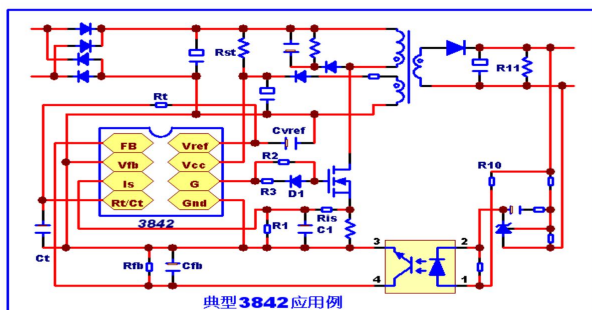 Rst
R11
Rt
Cvref
FB
Vref
Vfb
Vcc
Is
G
Rt/Ct
Gnd
3842
R2
R3
D1
R10
Ris
R1
C1
Ct
Rfb
Cfb
3
2
4
1
典型3842应用例